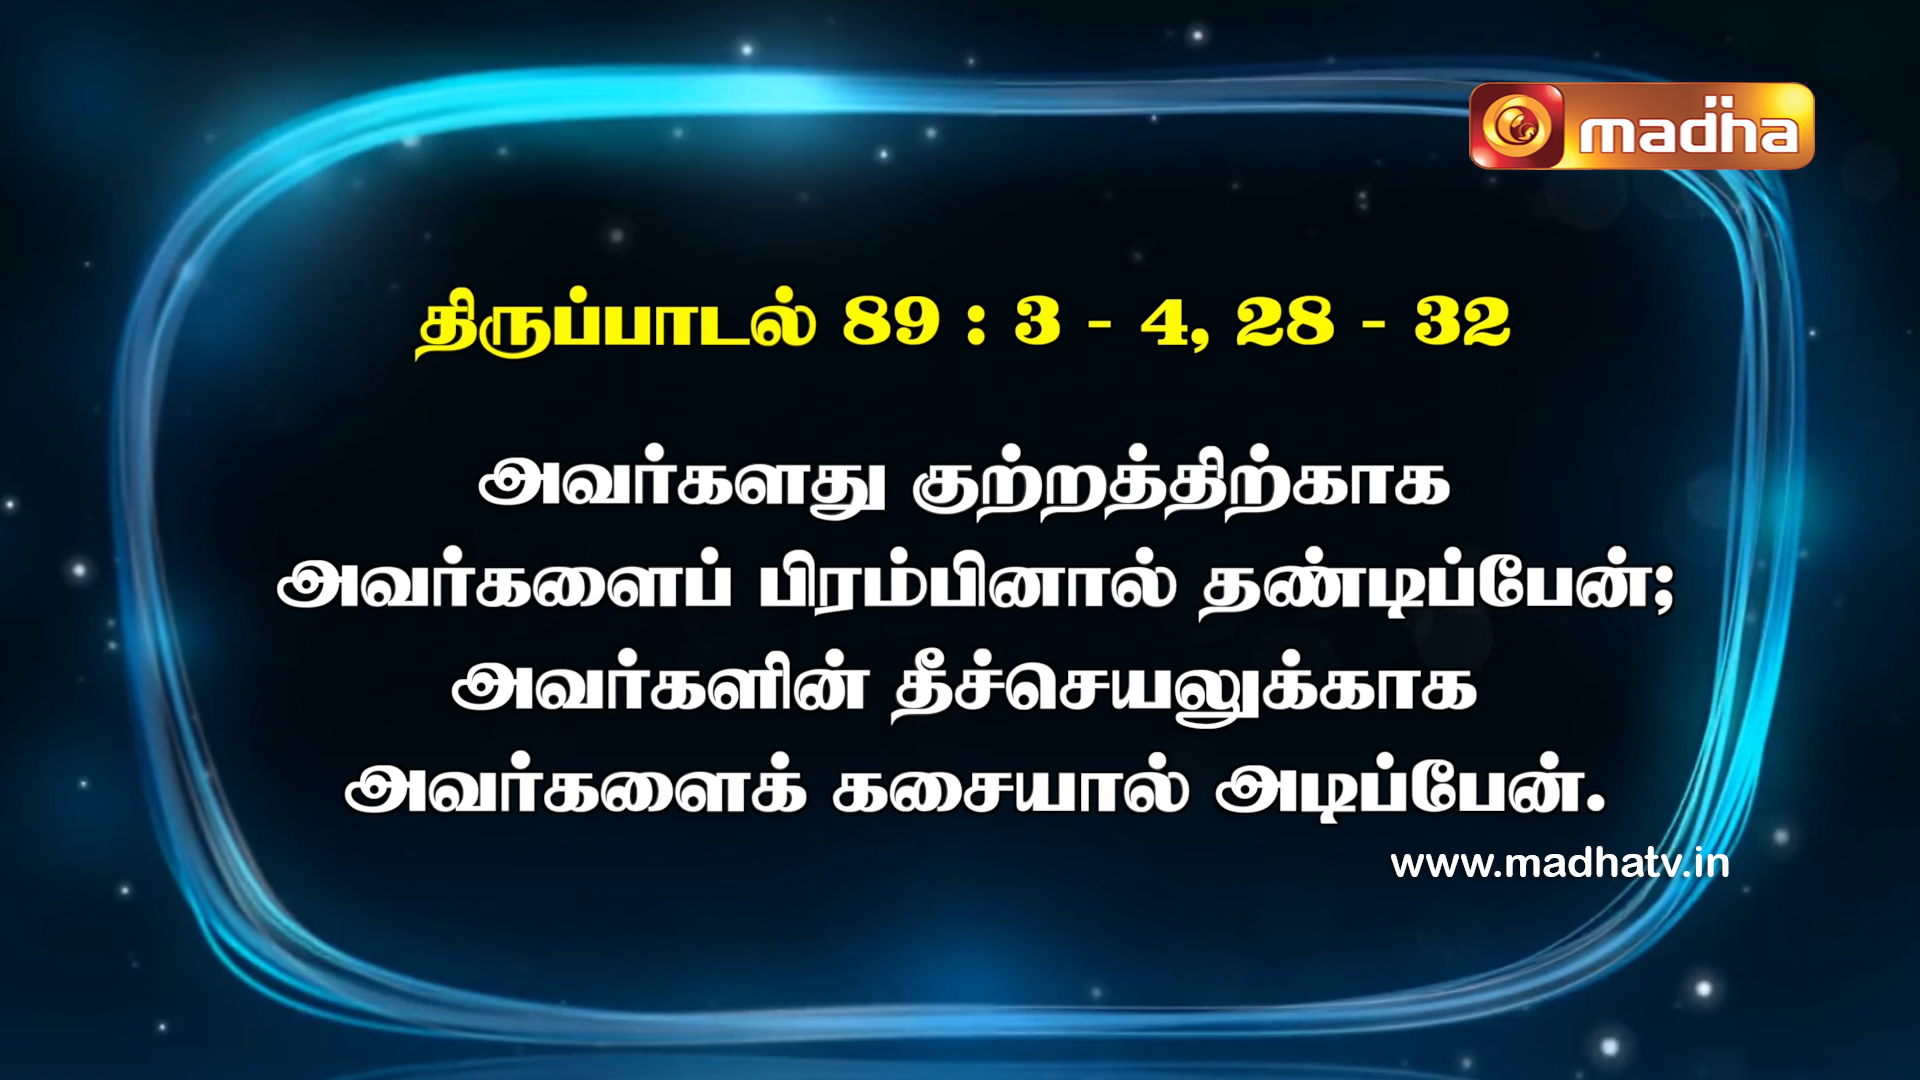 madha
திருப்பாடல் 89 : 3 - 4, 28 - 32
அவர்களது குற்றத்திற்காக
அவர்களைப் பிரம்பினால் தண்டிப்பேன்;
அவர்களின் தீச்செயலுக்காக
அவர்களைக் கசையால் அடிப்பேன்.
www.madhatv.in